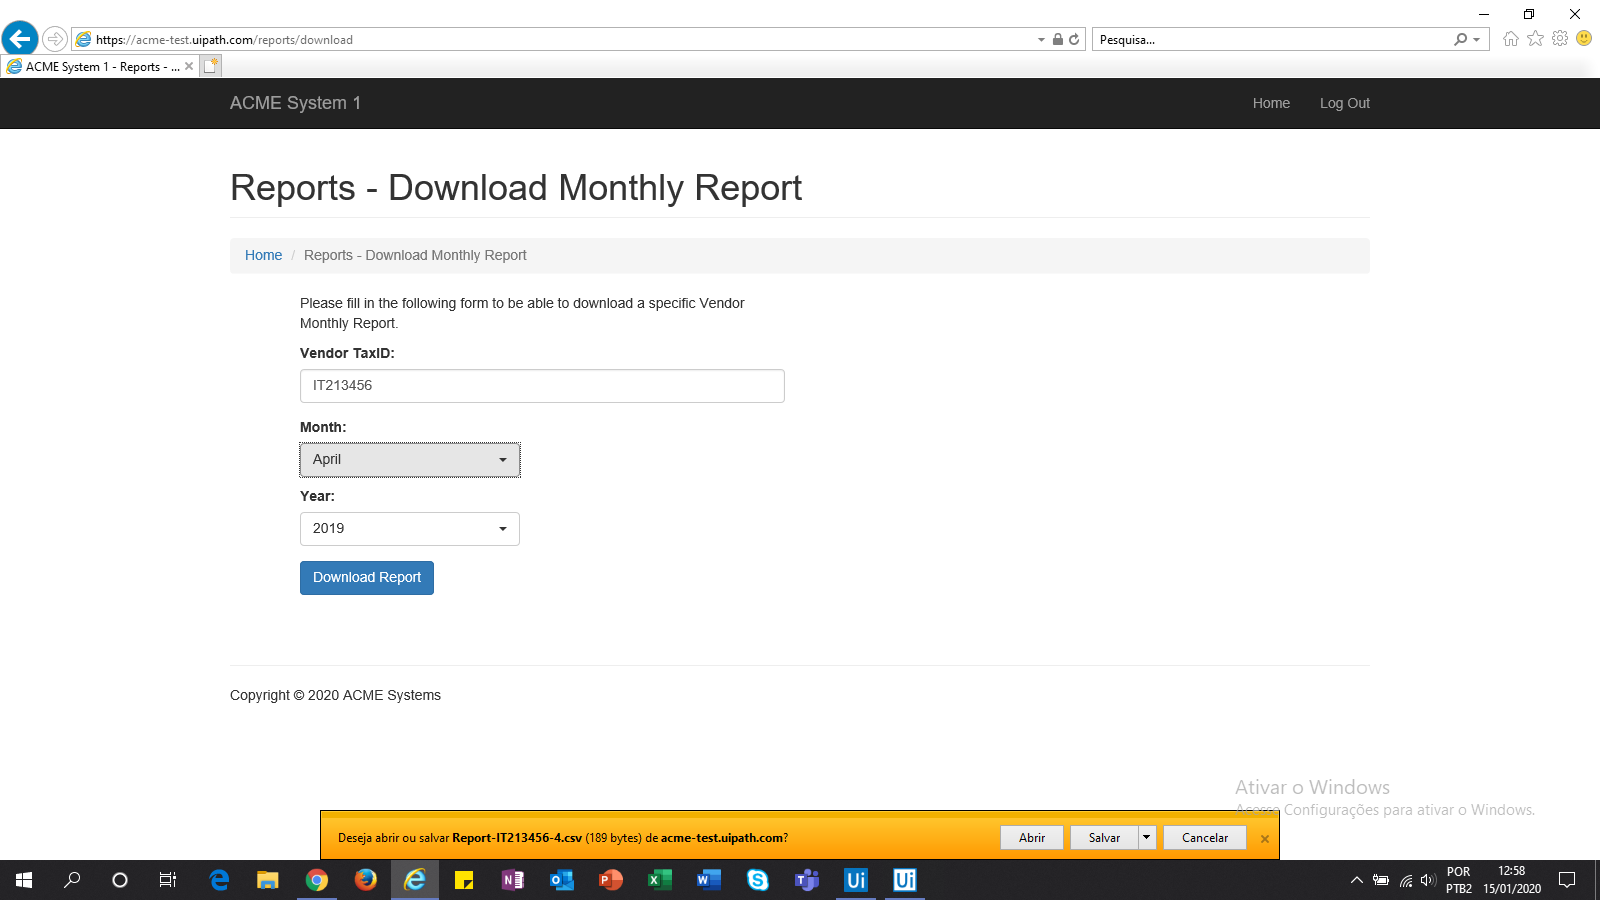 https://acme-test.uipath.com/reports/download
Pesquisa...
ACME System 1 - Reports - ...
ACME System 1
Home
Log Out
Reports - Download Monthly Report
Home / Reports - Download Monthly Report
Please fill in the following form to be able to download a specific Vendor
Monthly Report.
Vendor TaxID:
IT213456
Month:
April
Year:
2019
Download Report
Copyright © 2020 ACME Systems
Ativar o Windows
Acesse Configurações para ativar o Windows.
Deseja abrir ou salvar Report-IT213456-4.csv (189 bytes) de acme-test.uipath.com?
Abrir
Salvar
Cancelar
POR
PTB2
12:58
15/01/2020